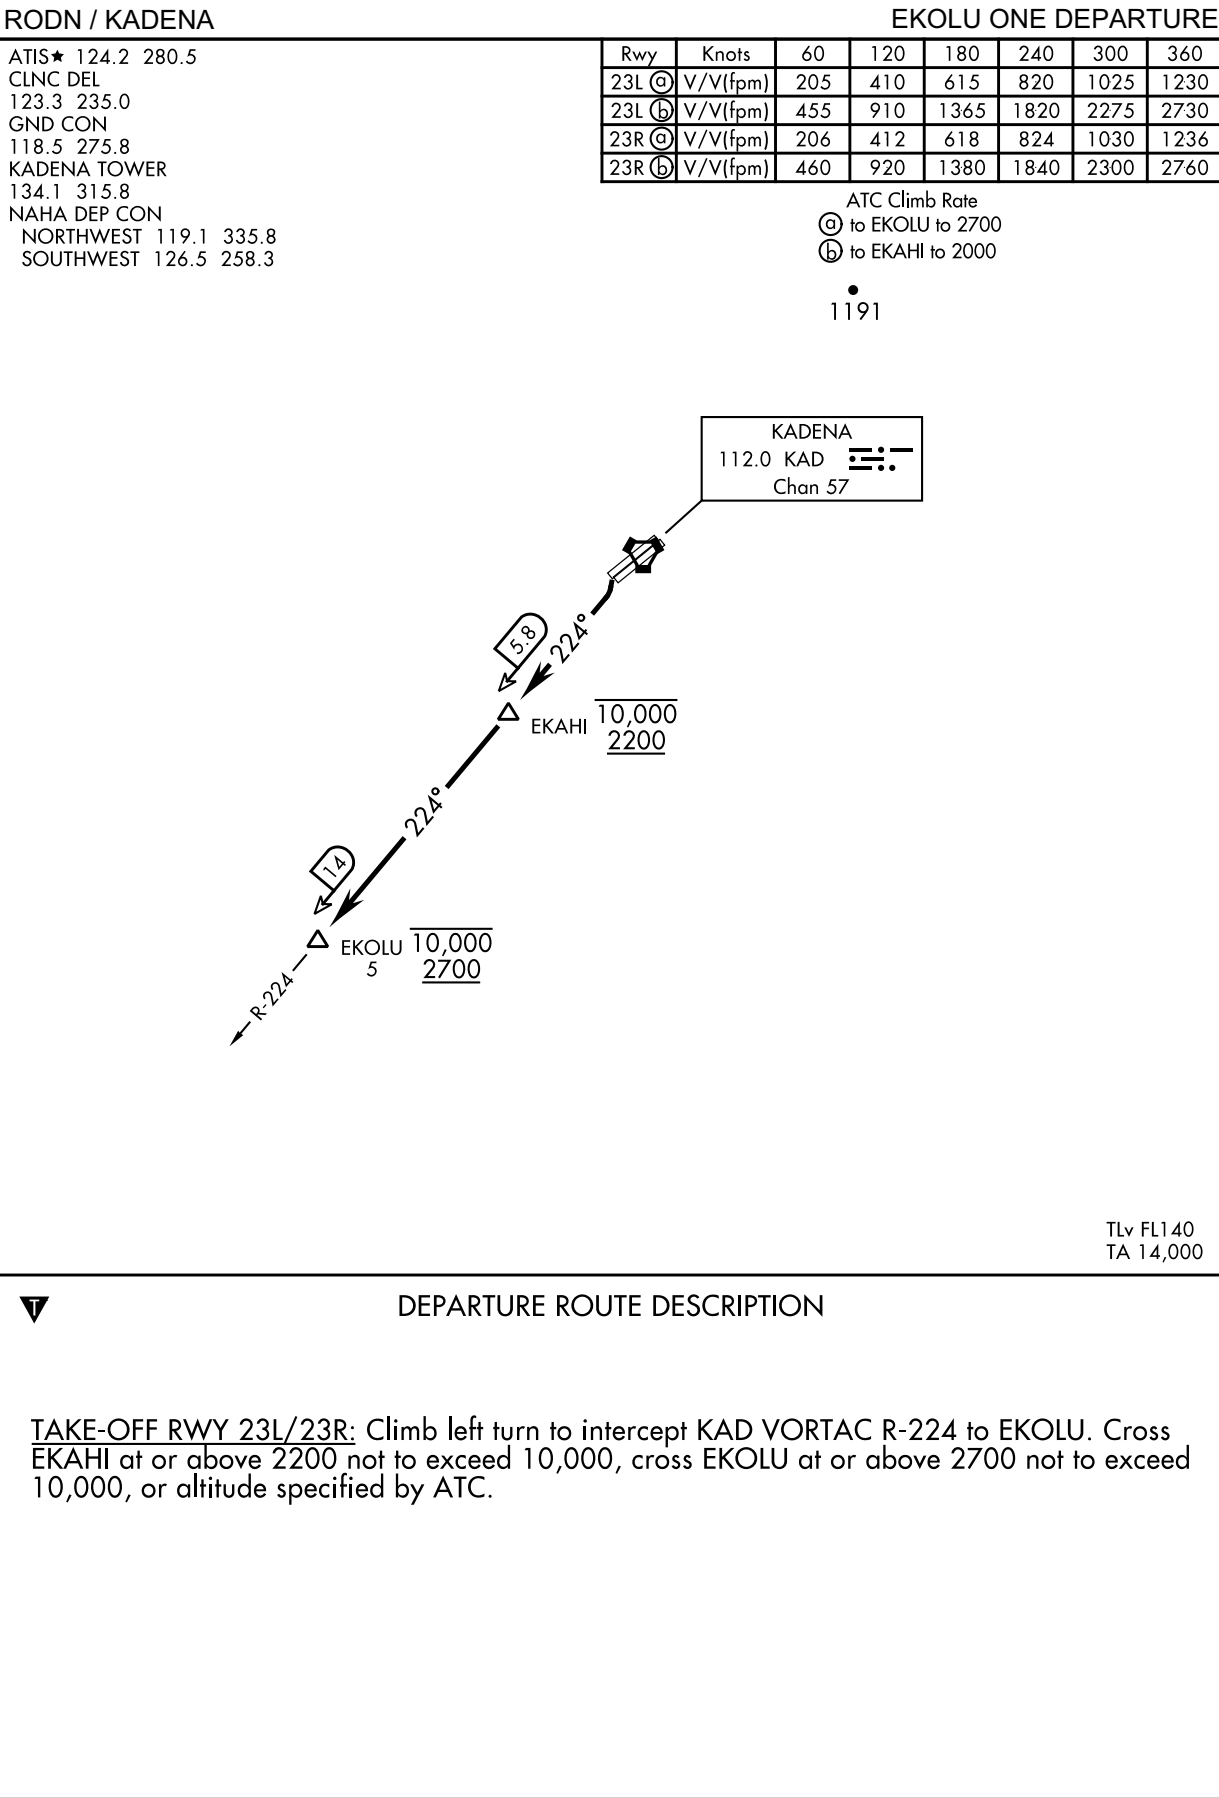 RODN / KADENA
EKOLU ONE DEPARTURE
ATIS★ 124.2 280.5
CLNC DEL
123.3 235.0
GND CON
118.5 275.8
KADENA TOWER
134.1 315.8
NAHA DEP CON
NORTHWEST 119.1 335.8
SOUTHWEST 126.5 258.3
Rwy Knots 60 120 180 240 300 360
23L ⓐ V/V(fpm) 205 410 615 820 1025 1230
23L ⓑ V/V(fpm) 455 910 1365 1820 2275 2730
23R ⓐ V/V(fpm) 206 412 618 824 1030 1236
23R ⓑ V/V(fpm) 460 920 1380 1840 2300 2760
ATC Climb Rate
ⓐ to EKOLU to 2700
ⓑ to EKAHI to 2000
1191
KADENA
112.0 KAD
Chan 57
224°
5.8
EKAHI 10,000
2200
224°
14
EKOLU 10,000
5 2700
R-224
TLv FL140
TA 14,000
T
DEPARTURE ROUTE DESCRIPTION
TAKE-OFF RWY 23L/23R: Climb left turn to intercept KAD VORTAC R-224 to EKOLU. Cross
EKAHI at or above 2200 not to exceed 10,000, cross EKOLU at or above 2700 not to exceed
10,000, or altitude specified by ATC.